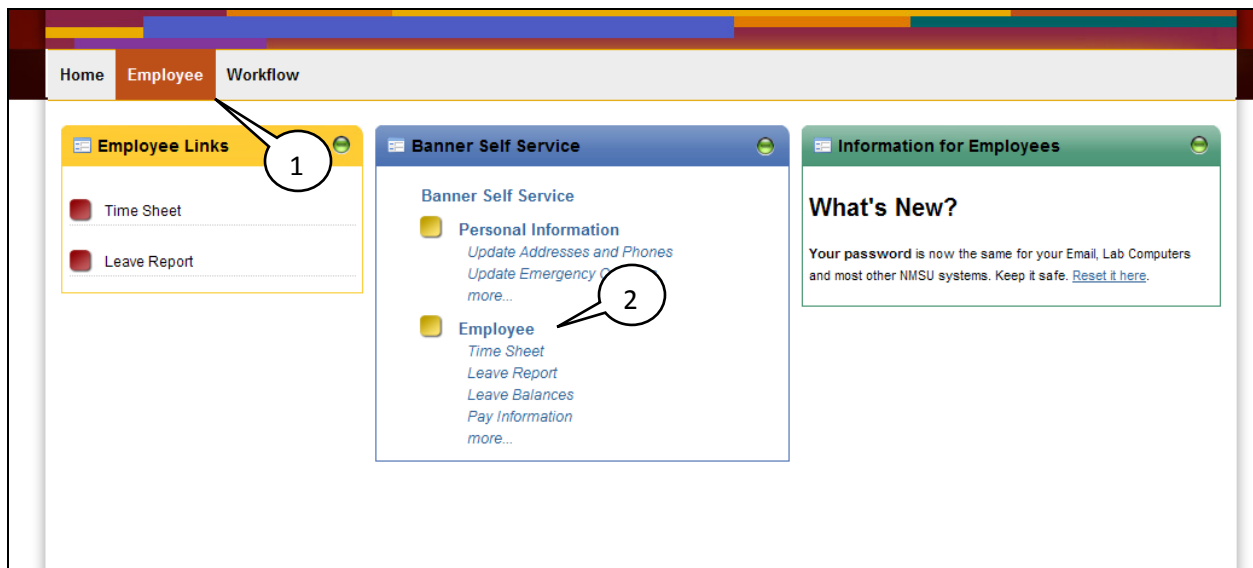 Home Employee Workflow
Employee Links
1
Time Sheet
Leave Report
Banner Self Service
Banner Self Service
Personal Information
Update Addresses and Phones
Update Emergency
more...
2
Employee
Time Sheet
Leave Report
Leave Balances
Pay Information
more...
Information for Employees
What's New?
Your password is now the same for your Email, Lab Computers
and most other NMSU systems. Keep it safe. Reset it here.